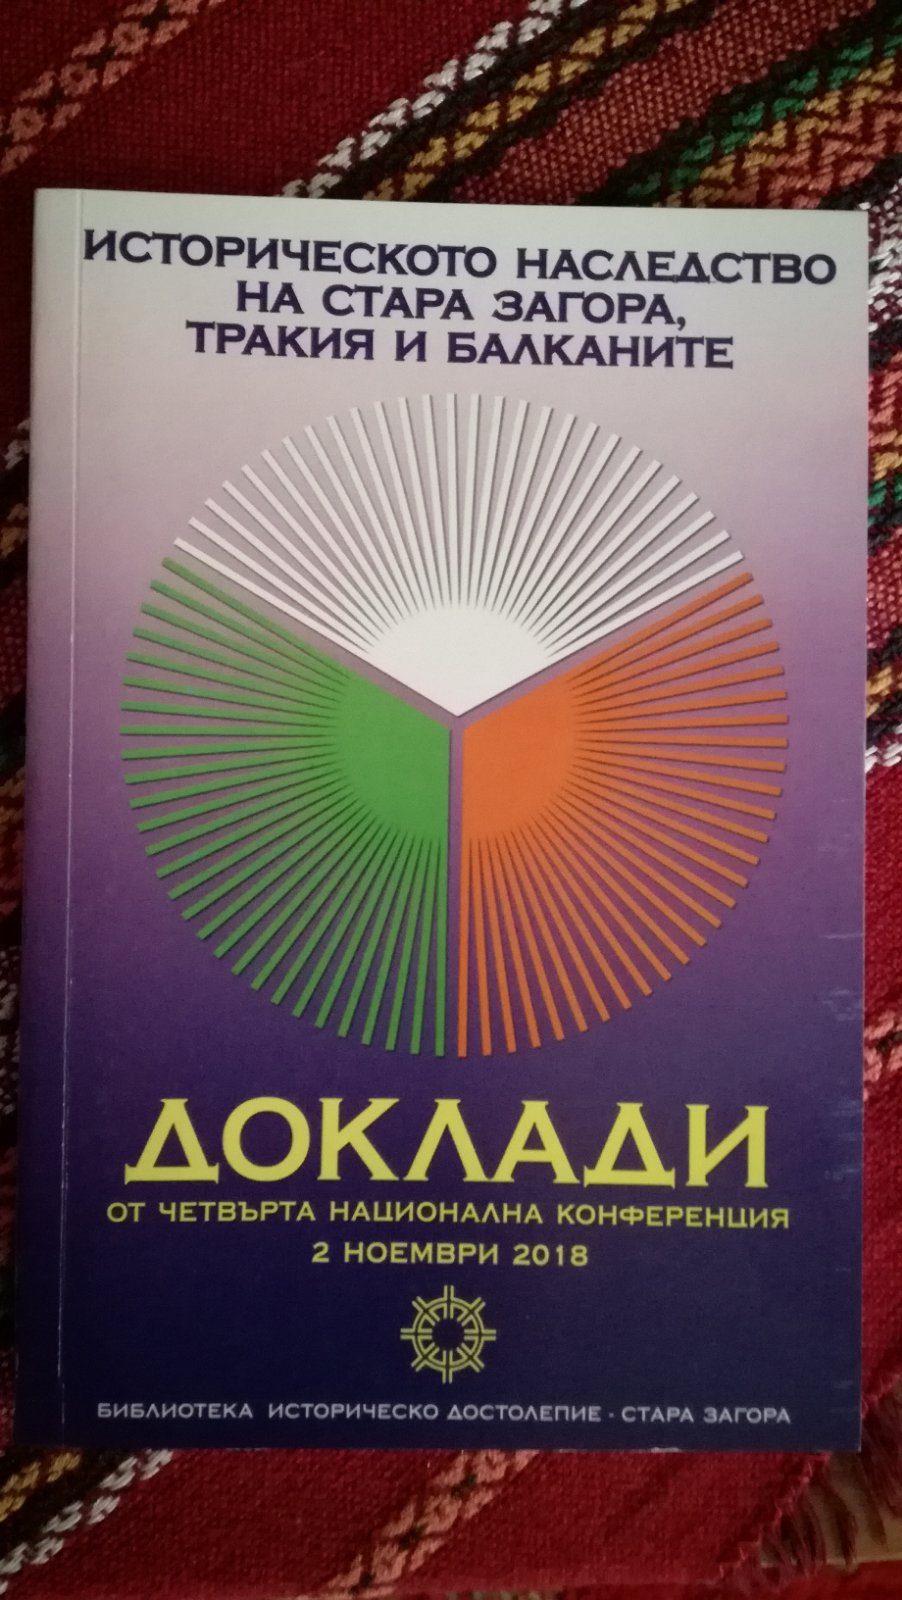 ИСТОРИЧЕСКОТО НАСЛЕДСТВО
НА СТАРА ЗАГОРА,
ТРАКИЯ И БАЛКАНИТЕ
ДОКЛАДИ
ОТ ЧЕТВЪРТА НАЦИОНАЛНА КОНФЕРЕНЦИЯ
2 НОЕМВРИ 2018
БИБЛИОТЕКА ИСТОРИЧЕСКО ДОСТОЛЕПИЕ · СТАРА ЗАГОРА